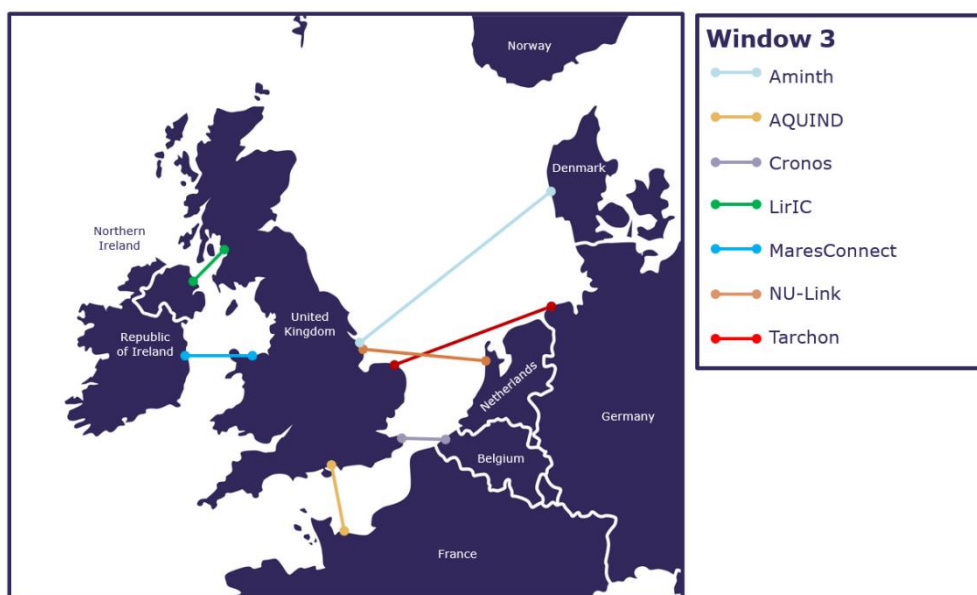 Norway
Denmark
Northern
Ireland
United
Kingdom
Republic
of Ireland
Netherlands
Germany
Belgium
France
Window 3
Aminth
AQUIND
Cronos
LirIC
MaresConnect
NU-Link
Tarchon